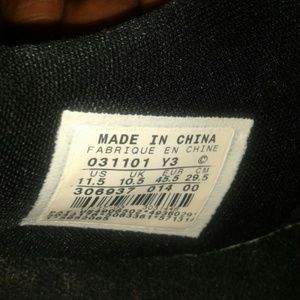 MADE IN CHINA
FABRIQUE EN CHINE
031101 Y3 ©
US UK EUR CM
11.5 10.5 45.5 29.5
306937 014 00